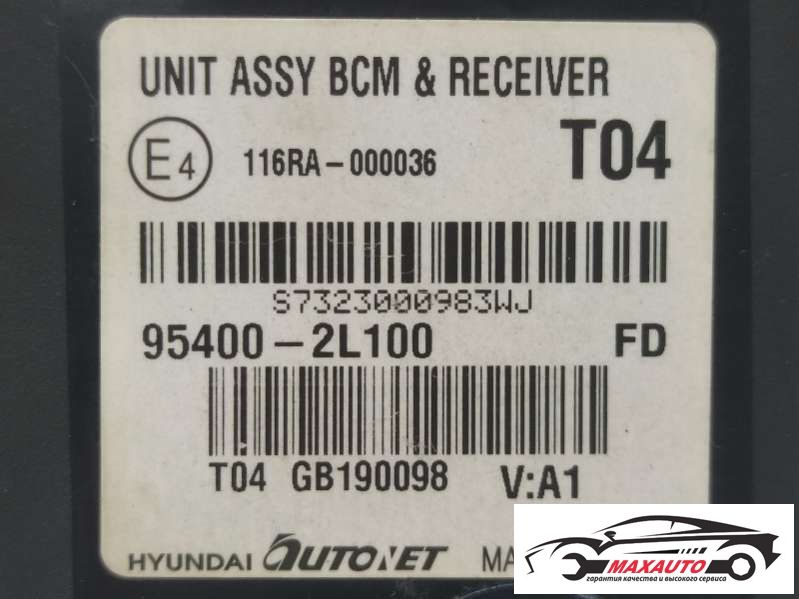 UNIT ASSY BCM & RECEIVER
E4 116RA-000036 T04
S7323000983WJ
95400-2L100 FD
T04 GB190098 V:A1
HYUNDAI AUTONET
MAXAUTO
гарантия качества и высокого сервиса